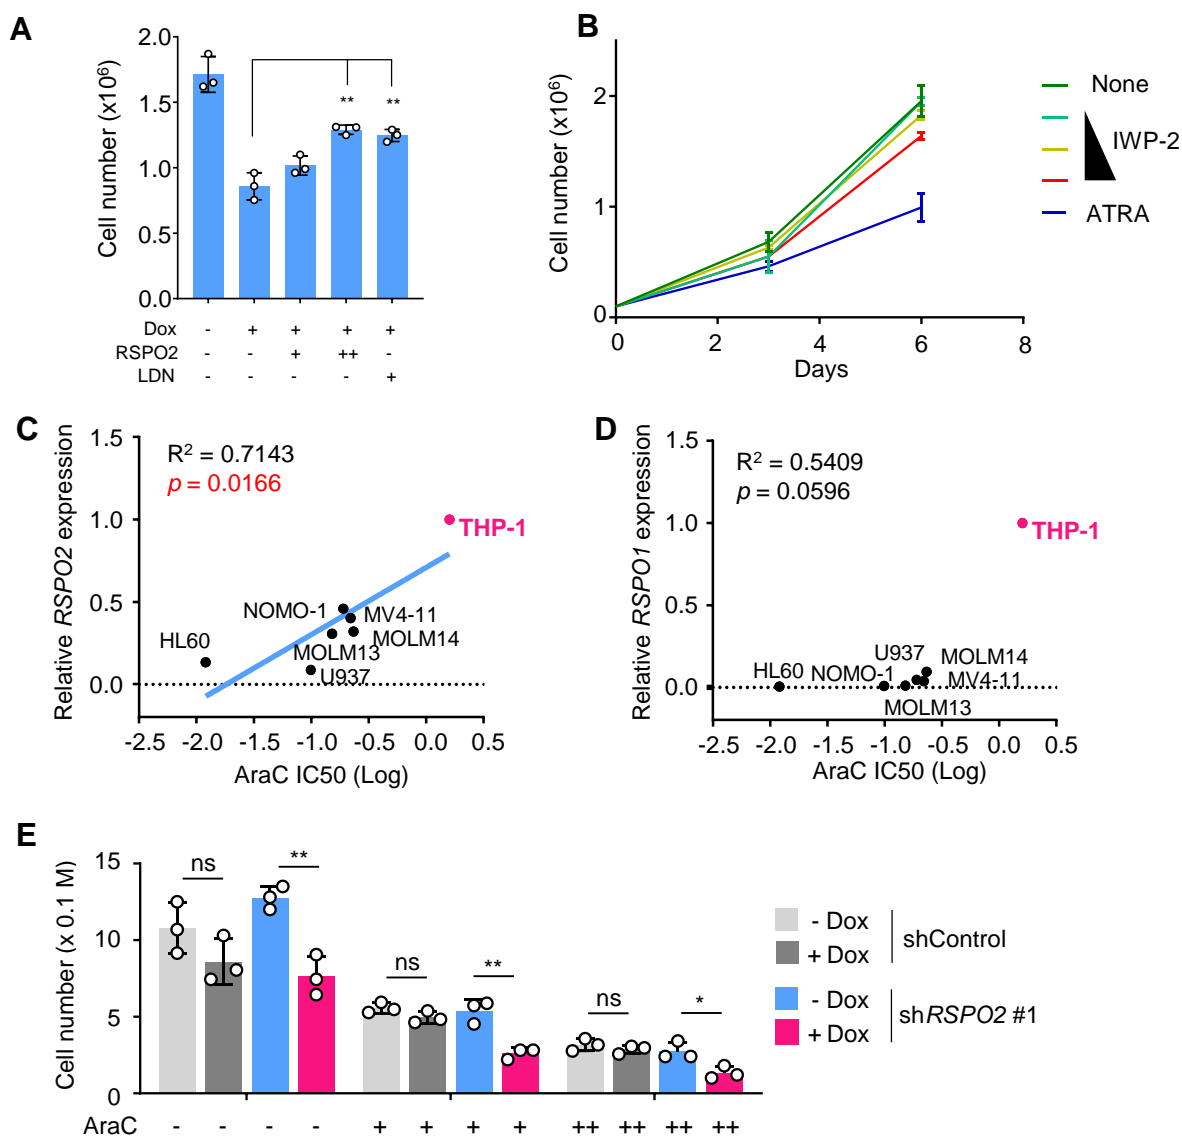 A
Cell number (x10⁶)
2.0
1.5
1.0
0.5
0.0
** **
Dox - + + + +
RSPO2 - - + ++ -
LDN - - - - +
B
Cell number (x10⁶)
2
1
0
0 2 4 6 8
Days
None
IWP-2
ATRA
C
Relative RSPO2 expression
1.5
1.0
0.5
0.0
R² = 0.7143
p = 0.0166
THP-1
NOMO-1
MV4-11
HL60
MOLM14
MOLM13
U937
-2.5 -2.0 -1.5 -1.0 -0.5 0.0 0.5
AraC IC50 (Log)
D
Relative RSPO1 expression
1.5
1.0
0.5
0.0
R² = 0.5409
p = 0.0596
THP-1
U937
MOLM14
HL60
NOMO-1
MV4-11
MOLM13
-2.5 -2.0 -1.5 -1.0 -0.5 0.0 0.5
AraC IC50 (Log)
E
Cell number (x 0.1 M)
15
10
5
0
ns ** ns ** ns *
AraC - - - - + + + + ++ ++ ++ ++
- Dox
+ Dox
shControl
- Dox
+ Dox
shRSPO2 #1